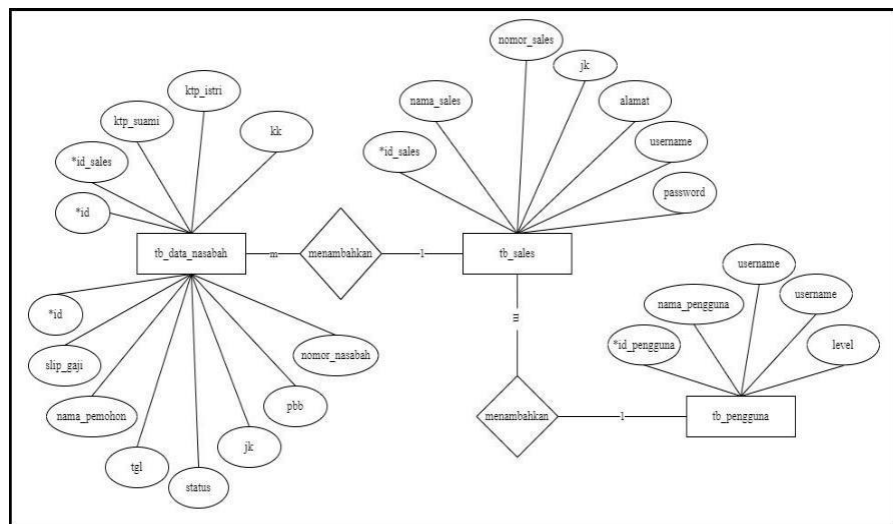 nomor_sales
jk
nama_sales
alamat
*id_sales
username
password
ktp_istri
ktp_suami
kk
*id_sales
*id
tb_data_nasabah
m
menambahkan
1
tb_sales
*id
slip_gaji
nama_pemohon
tgl
status
jk
pbb
nomor_nasabah
m
menambahkan
1
tb_pengguna
*id_pengguna
nama_pengguna
username
username
level